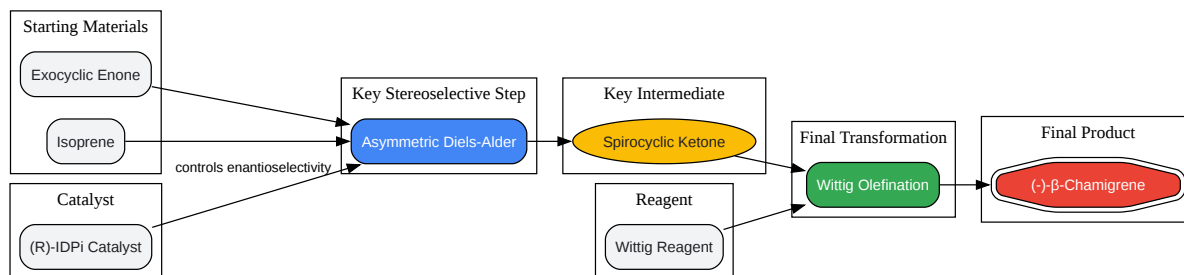 Starting Materials
Exocyclic Enone
Isoprene
Catalyst
(R)-IDPi Catalyst
controls enantioselectivity
Key Stereoselective Step
Asymmetric Diels-Alder
Key Intermediate
Spirocyclic Ketone
Reagent
Wittig Reagent
Final Transformation
Wittig Olefination
Final Product
(-)-β-Chamigrene